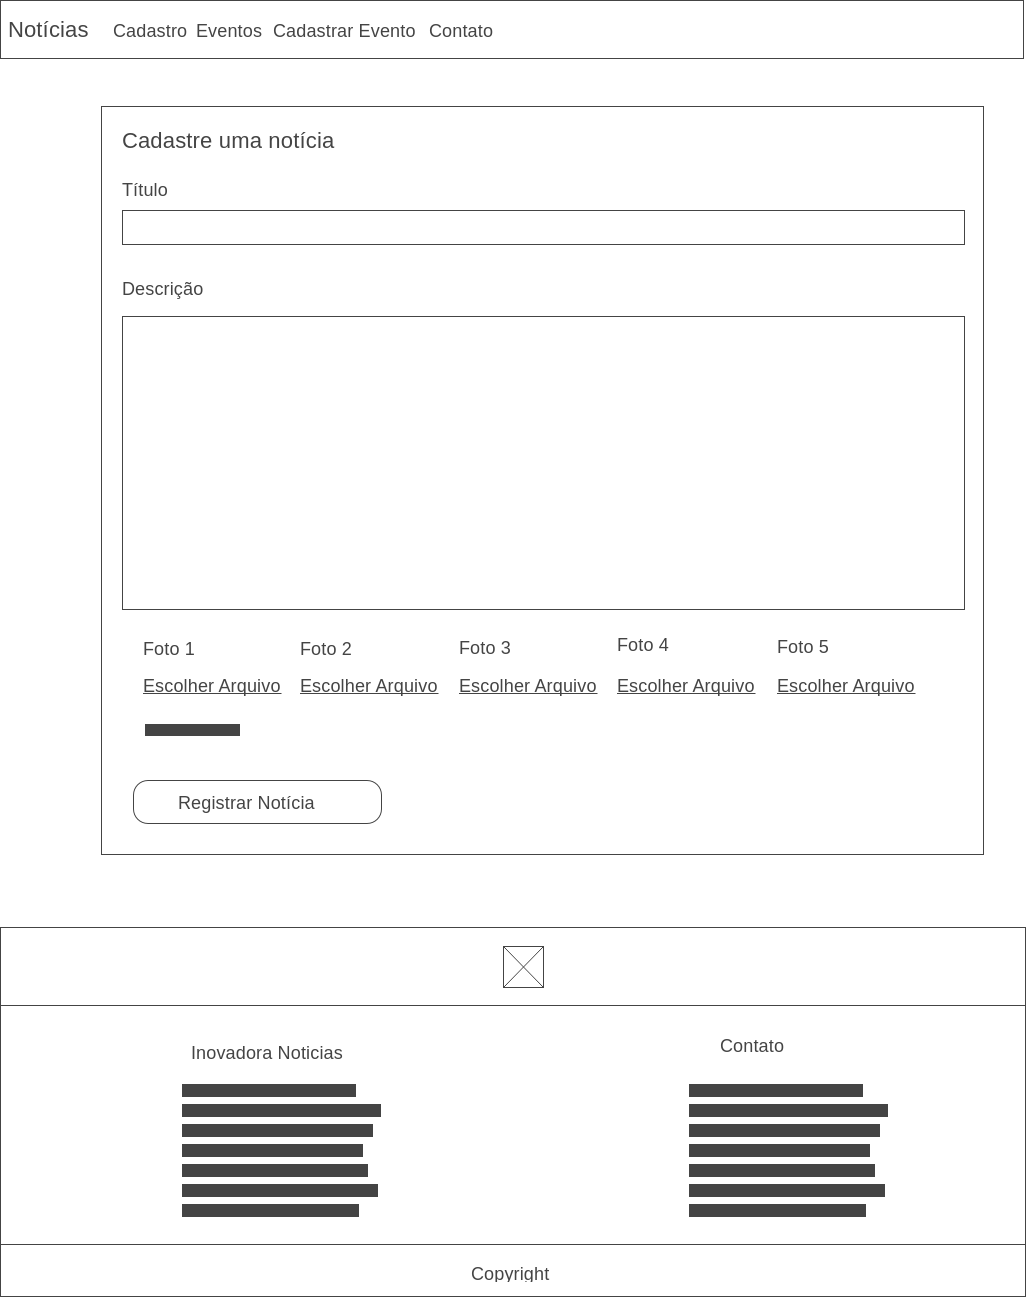 Notícias Cadastro Eventos Cadastrar Evento Contato
Cadastre uma notícia
Título
Descrição
Foto 1 Foto 2 Foto 3 Foto 4 Foto 5
Escolher Arquivo Escolher Arquivo Escolher Arquivo Escolher Arquivo Escolher Arquivo
Registrar Notícia
Inovadora Noticias Contato
Copyright